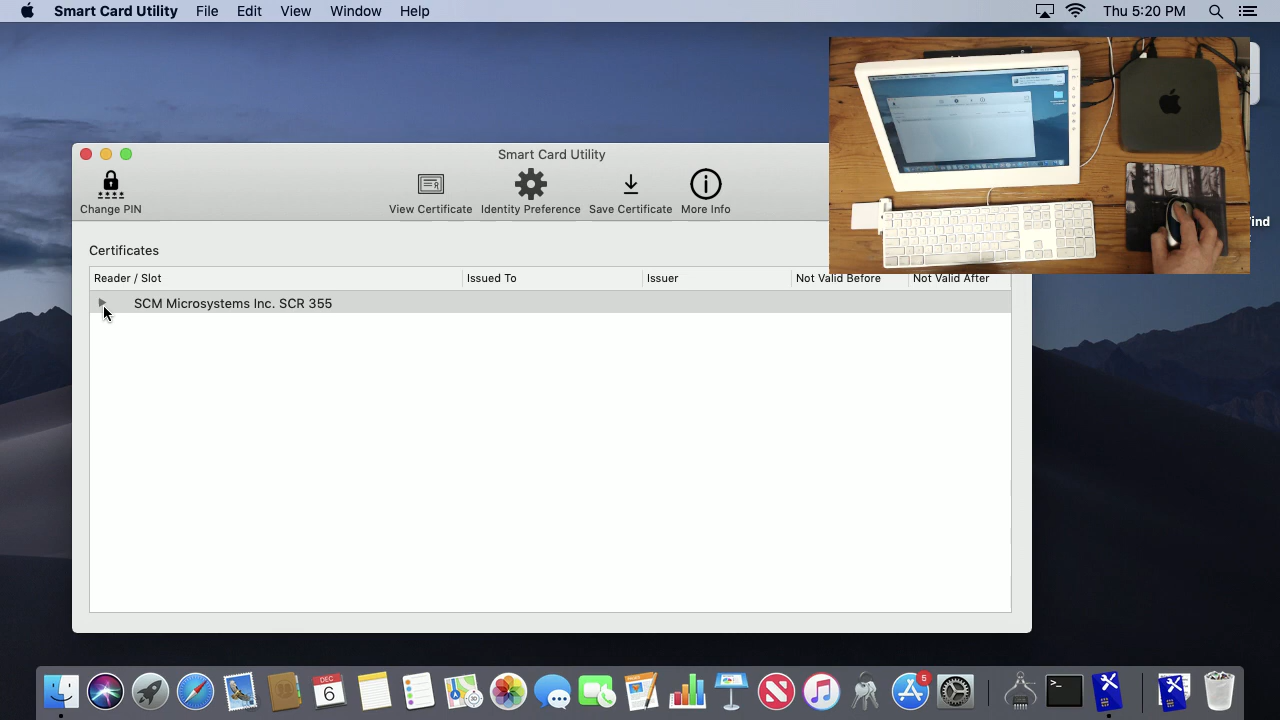 Smart Card Utility File Edit View Window Help Thu 5:20 PM
Smart Card Utility
Change PIN View Certificate Identity Preference Save Certificate More Info
Certificates
Reader / Slot Issued To Issuer Not Valid Before Not Valid After
SCM Microsystems Inc. SCR 355
ind
DEC
6
5
>_